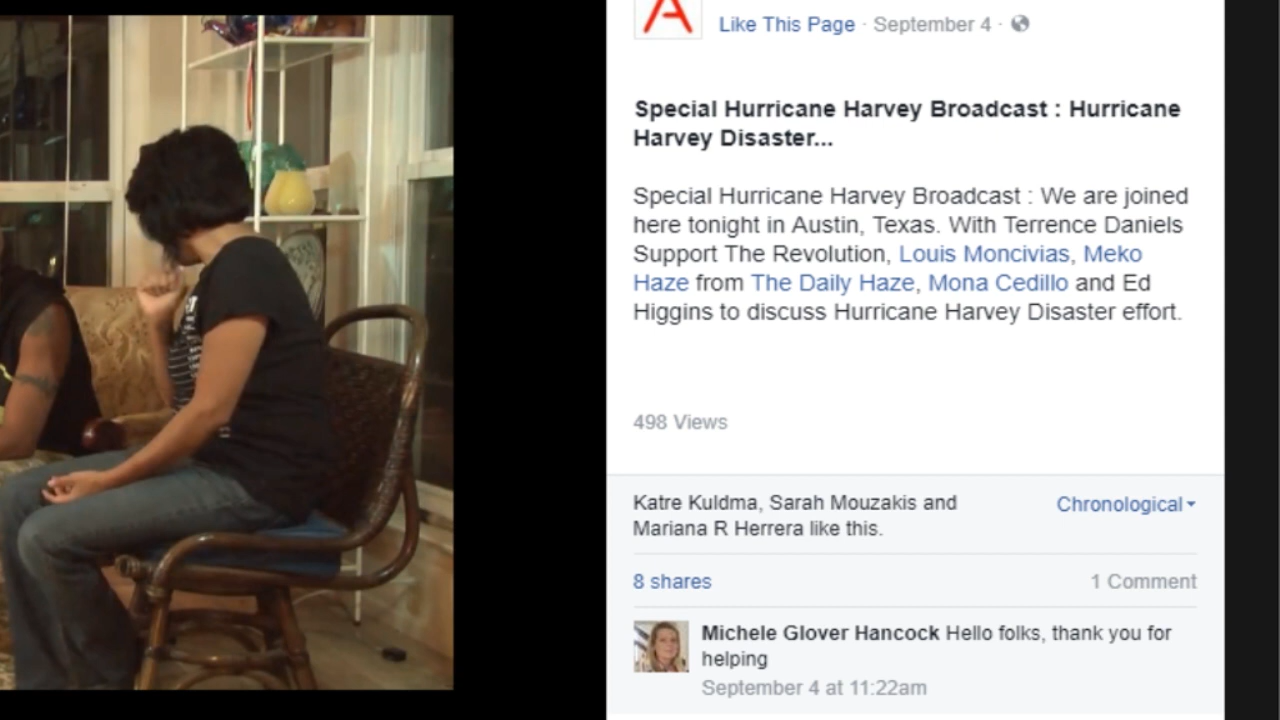 Like This Page · September 4 ·
Special Hurricane Harvey Broadcast : Hurricane
Harvey Disaster...
Special Hurricane Harvey Broadcast : We are joined
here tonight in Austin, Texas. With Terrence Daniels
Support The Revolution, Louis Moncivias, Meko
Haze from The Daily Haze, Mona Cedillo and Ed
Higgins to discuss Hurricane Harvey Disaster effort.
498 Views
Katre Kuldma, Sarah Mouzakis and
Mariana R Herrera like this.
Chronological
8 shares
1 Comment
Michele Glover Hancock Hello folks, thank you for
helping
September 4 at 11:22am